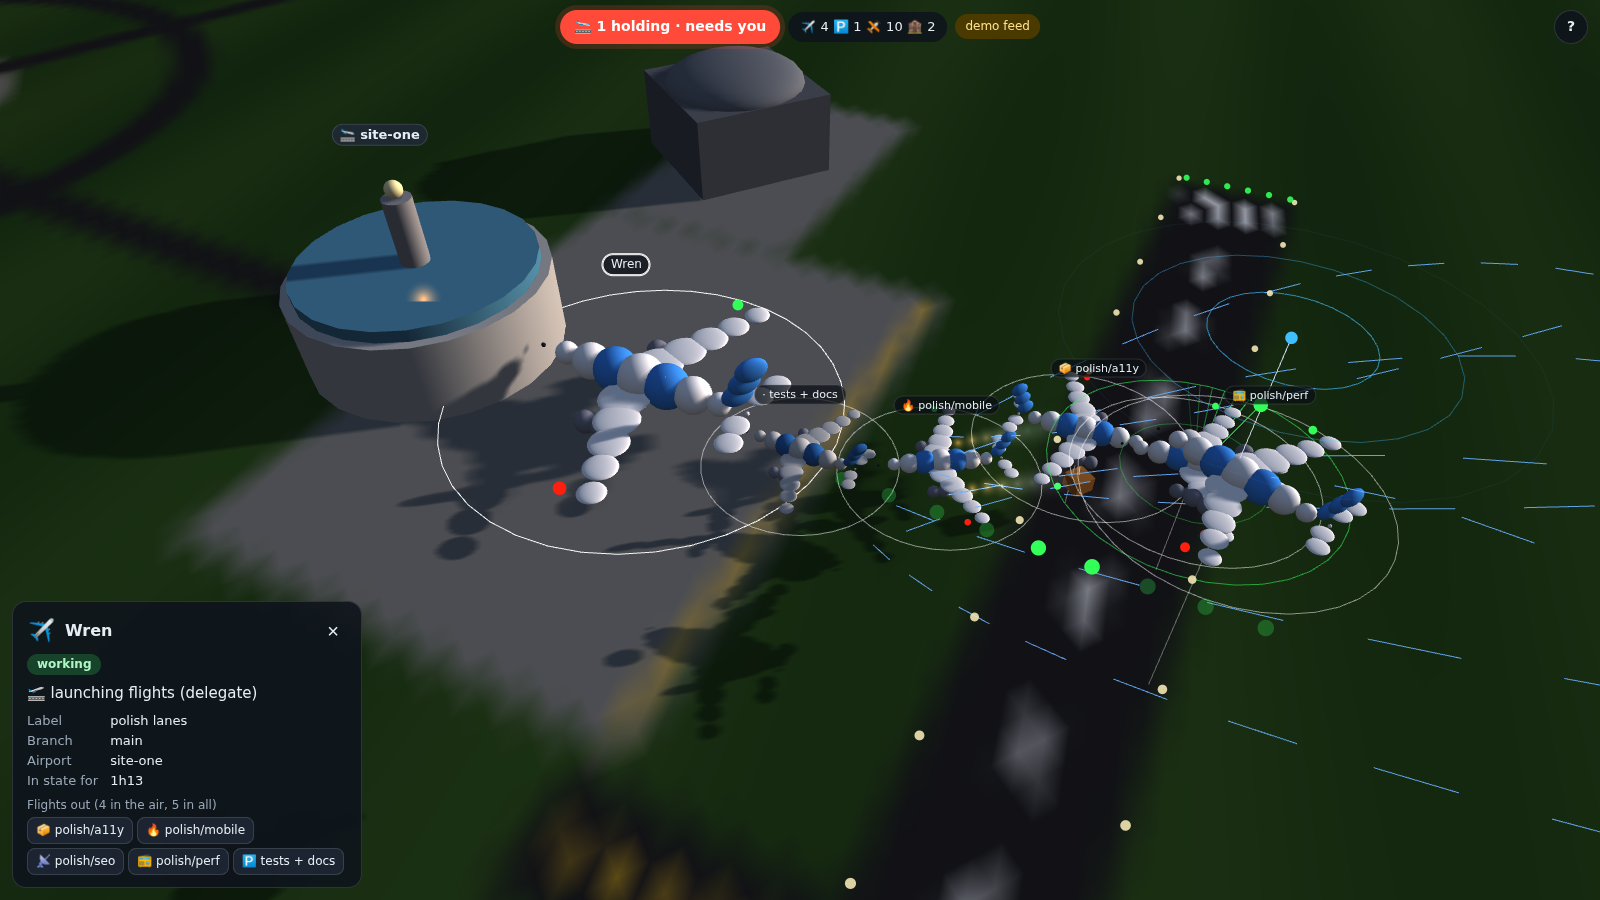 1 holding · needs you
4 P 1 10 2
demo feed
?
site-one
Wren
· tests + docs
polish/mobile
polish/a11y
polish/perf
Wren
×
working
launching flights (delegate)
Label polish lanes
Branch main
Airport site-one
In state for 1h13
Flights out (4 in the air, 5 in all)
polish/a11y polish/mobile
polish/seo polish/perf P tests + docs